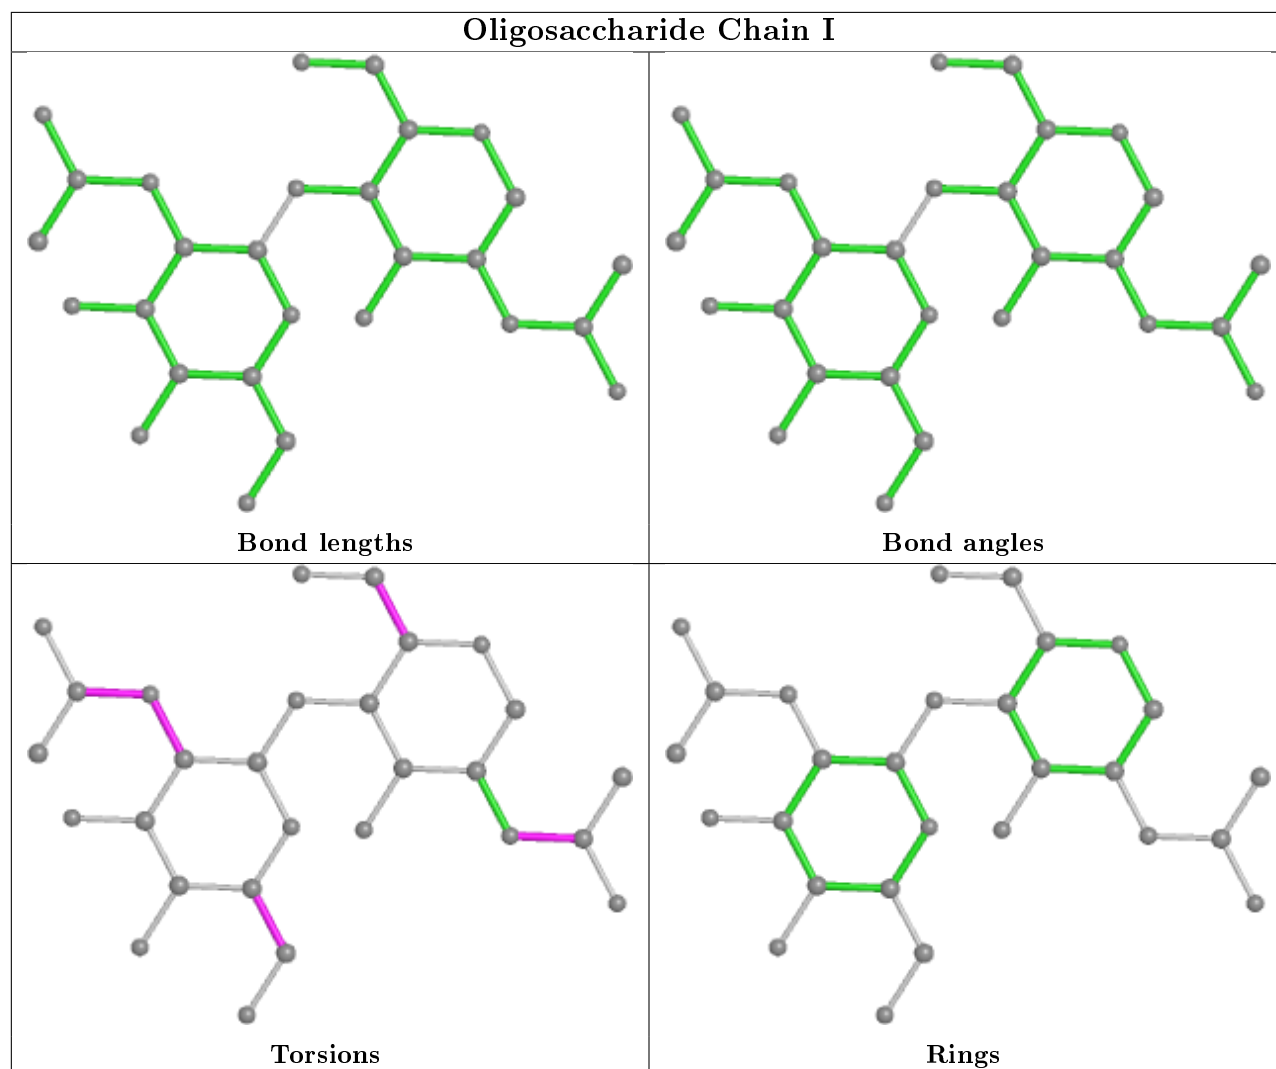 Oligosaccharide Chain I
Bond lengths
Bond angles
Torsions
Rings